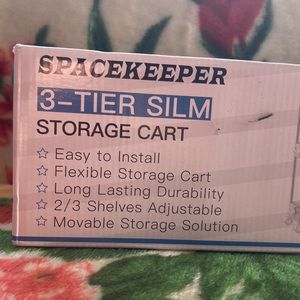 SPACEKEEPER
3-TIER SILM
STORAGE CART
☆ Easy to Install
☆ Flexible Storage Cart
☆ Long Lasting Durability
☆ 2/3 Shelves Adjustable
☆ Movable Storage Solution